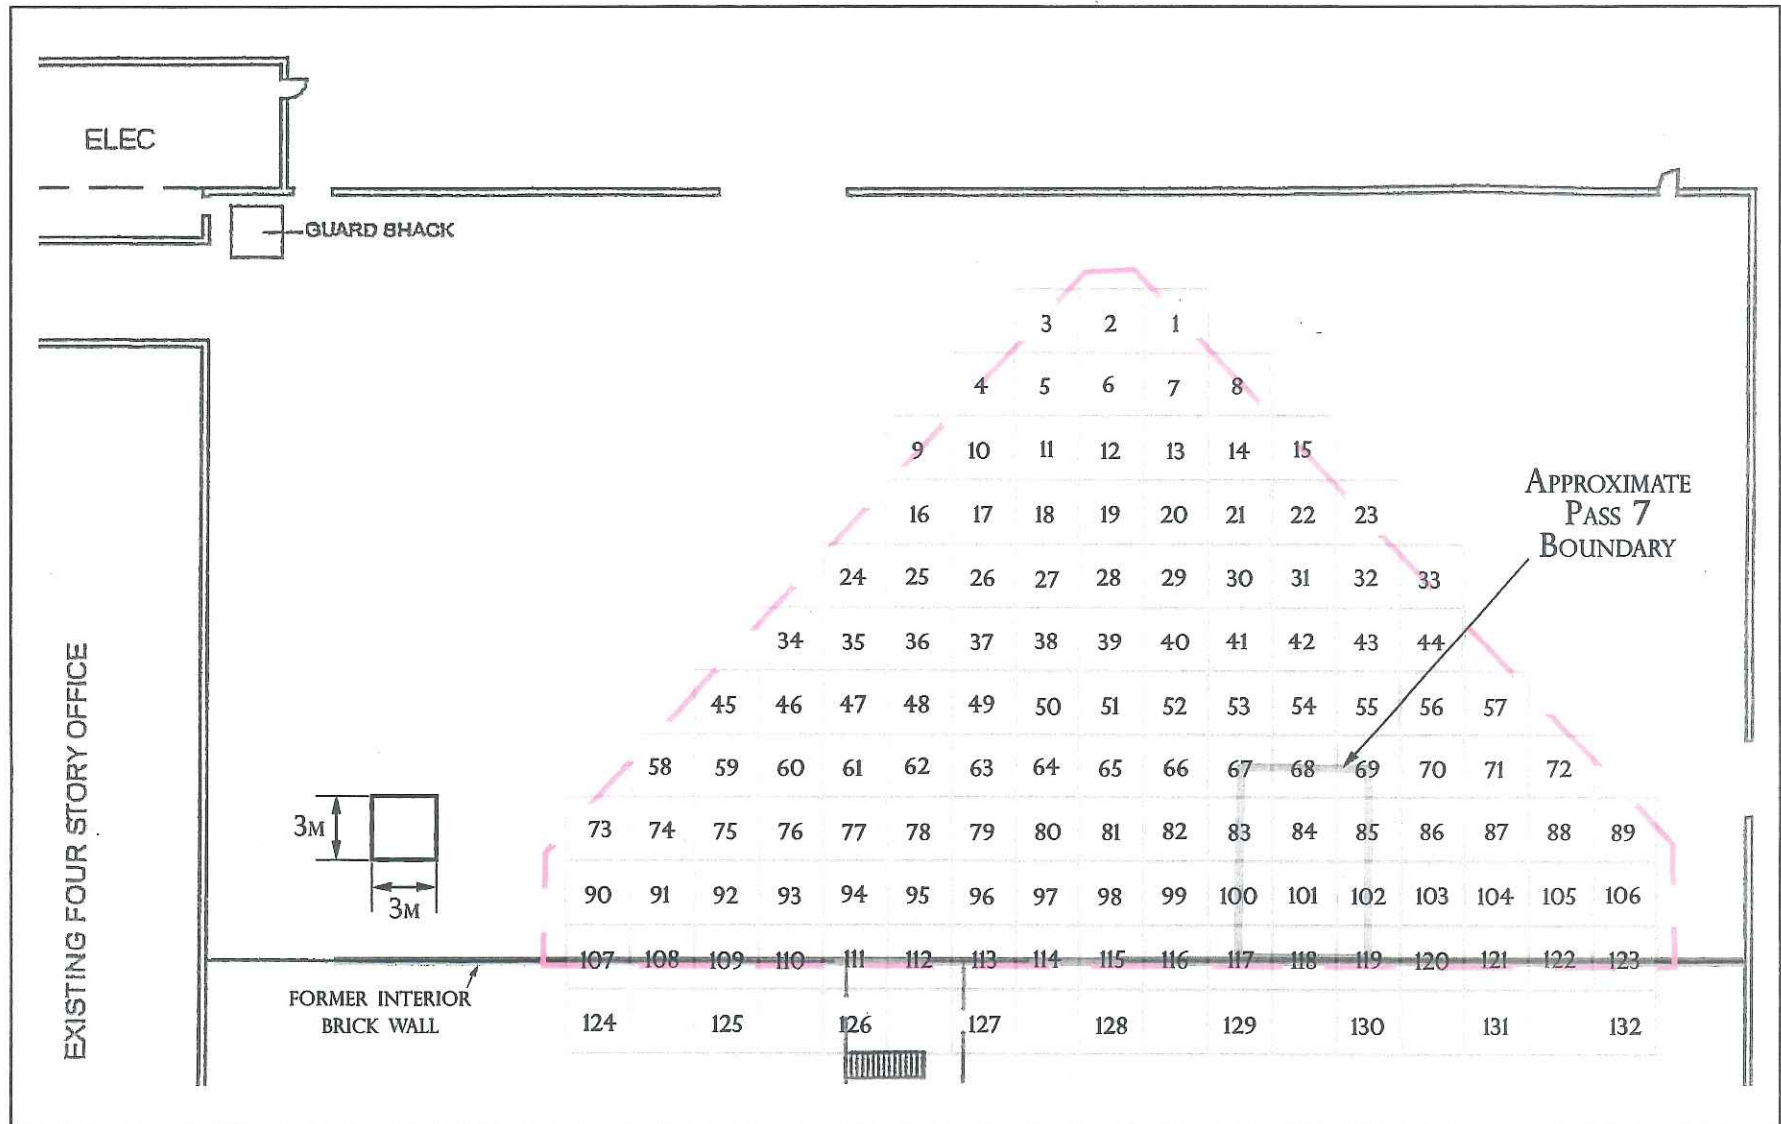 ELEC
GUARD SHACK
3 2 1
4 5 6 7 8
9 10 11 12 13 14 15
APPROXIMATE
PASS 7
BOUNDARY
16 17 18 19 20 21 22 23
24 25 26 27 28 29 30 31 32 33
34 35 36 37 38 39 40 41 42 43 44
45 46 47 48 49 50 51 52 53 54 55 56 57
58 59 60 61 62 63 64 65 66 67 68 69 70 71 72
EXISTING FOUR STORY OFFICE
3M
3M
73 74 75 76 77 78 79 80 81 82 83 84 85 86 87 88 89
90 91 92 93 94 95 96 97 98 99 100 101 102 103 104 105 106
107 108 109 110 111 112 113 114 115 116 117 118 119 120 121 122 123
FORMER INTERIOR
BRICK WALL
124 125 126 127 128 129 130 131 132